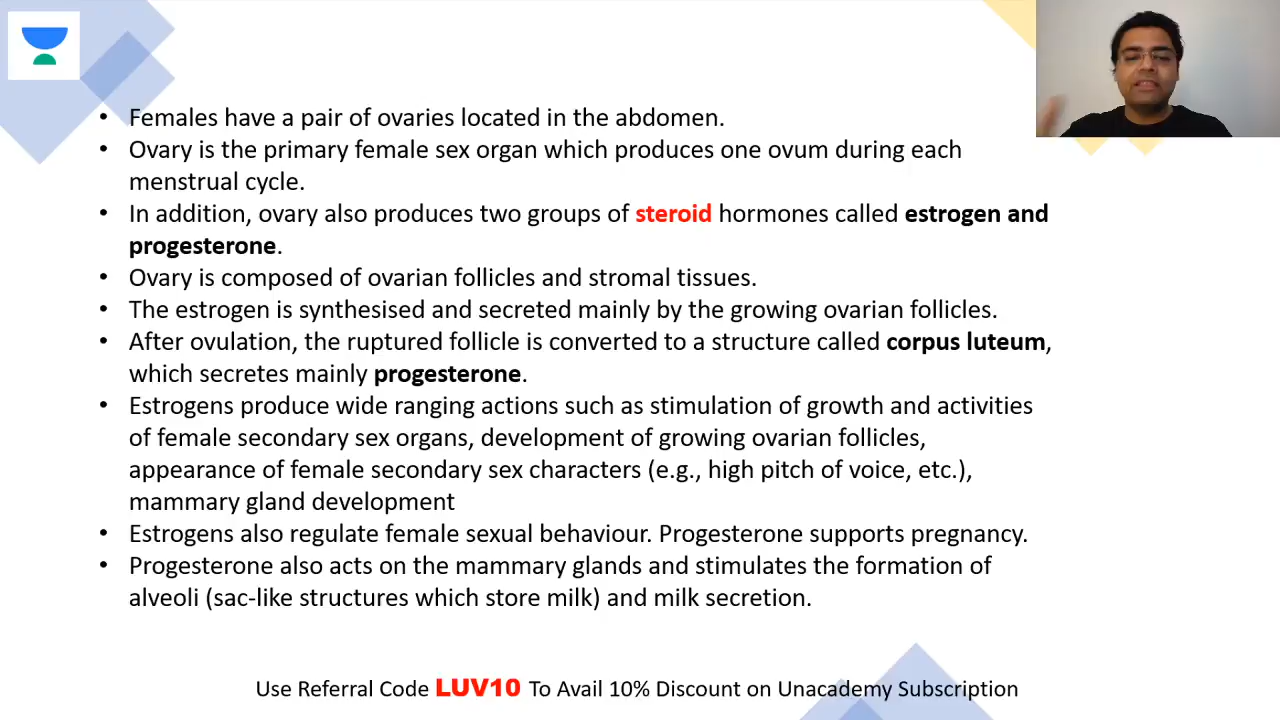 • Females have a pair of ovaries located in the abdomen.
• Ovary is the primary female sex organ which produces one ovum during each
menstrual cycle.
• In addition, ovary also produces two groups of steroid hormones called estrogen and
progesterone.
• Ovary is composed of ovarian follicles and stromal tissues.
• The estrogen is synthesised and secreted mainly by the growing ovarian follicles.
• After ovulation, the ruptured follicle is converted to a structure called corpus luteum,
which secretes mainly progesterone.
• Estrogens produce wide ranging actions such as stimulation of growth and activities
of female secondary sex organs, development of growing ovarian follicles,
appearance of female secondary sex characters (e.g., high pitch of voice, etc.),
mammary gland development
• Estrogens also regulate female sexual behaviour. Progesterone supports pregnancy.
• Progesterone also acts on the mammary glands and stimulates the formation of
alveoli (sac-like structures which store milk) and milk secretion.
Use Referral Code LUV10 To Avail 10% Discount on Unacademy Subscription